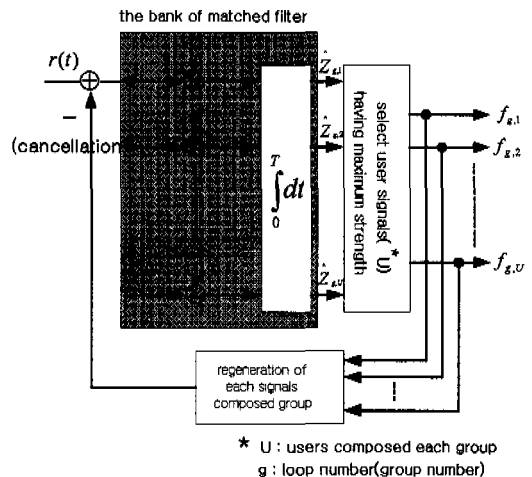 the bank of matched filter
r(t)
−
(cancellation)
T
∫dt
0
Ẑg,1
Ẑg,2
Ẑg,U
select user signals(*U)
having maximum strength
fg,1
fg,2
fg,U
regeneration of
each signals
composed group
* U : users composed each group
g : loop number(group number)